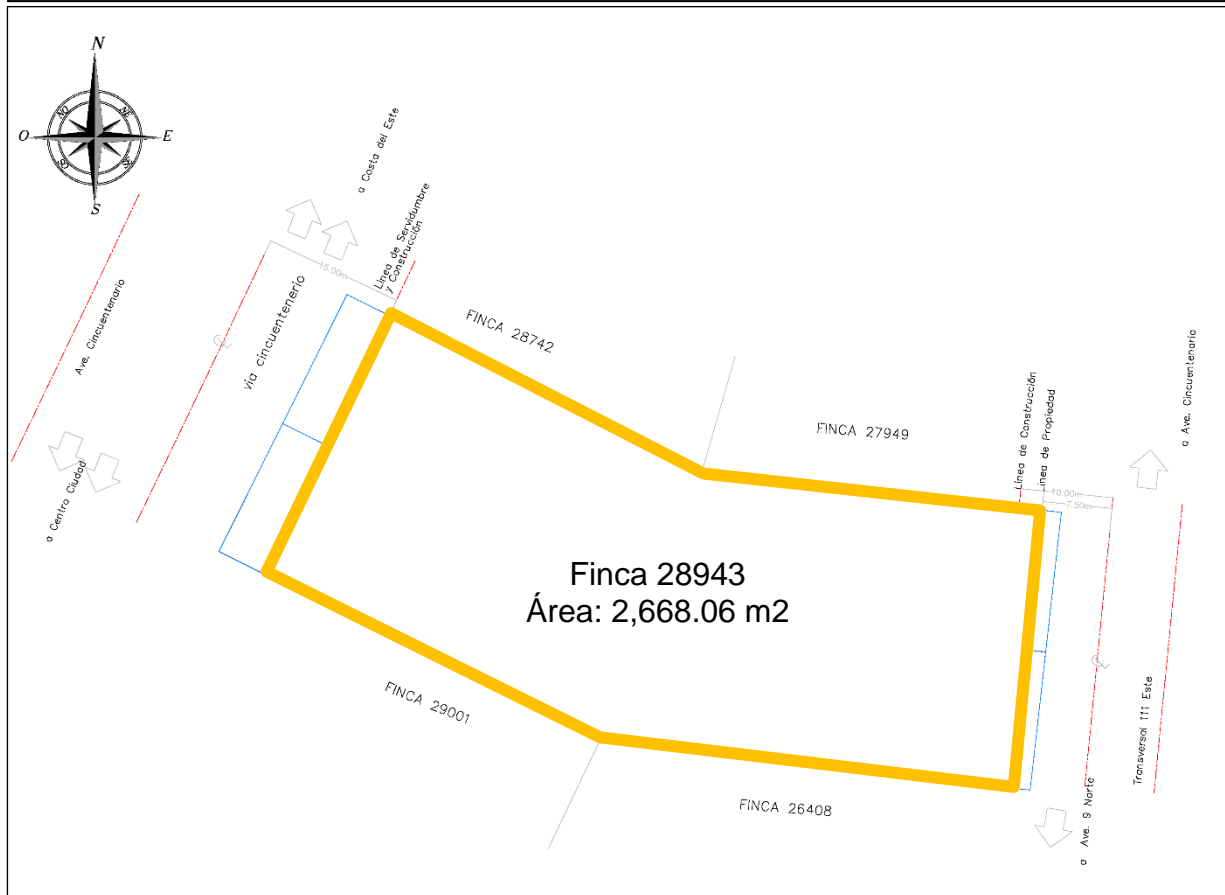 N
NO
NE
O
E
SO
SE
S
a Costa del Este
Línea de Servidumbre
y Construcción
15.00m
Ave. Cincuentenario
vía cincuentenerio
a Centro Ciudad
FINCA 28742
FINCA 27949
Línea de Construcción
ínea de Propiedad
10.00m
7.50m
a Ave. Cincuentenario
Finca 28943
Área: 2,668.06 m2
FINCA 29001
FINCA 26408
Transversal 111 Este
a Ave. 9 Norte